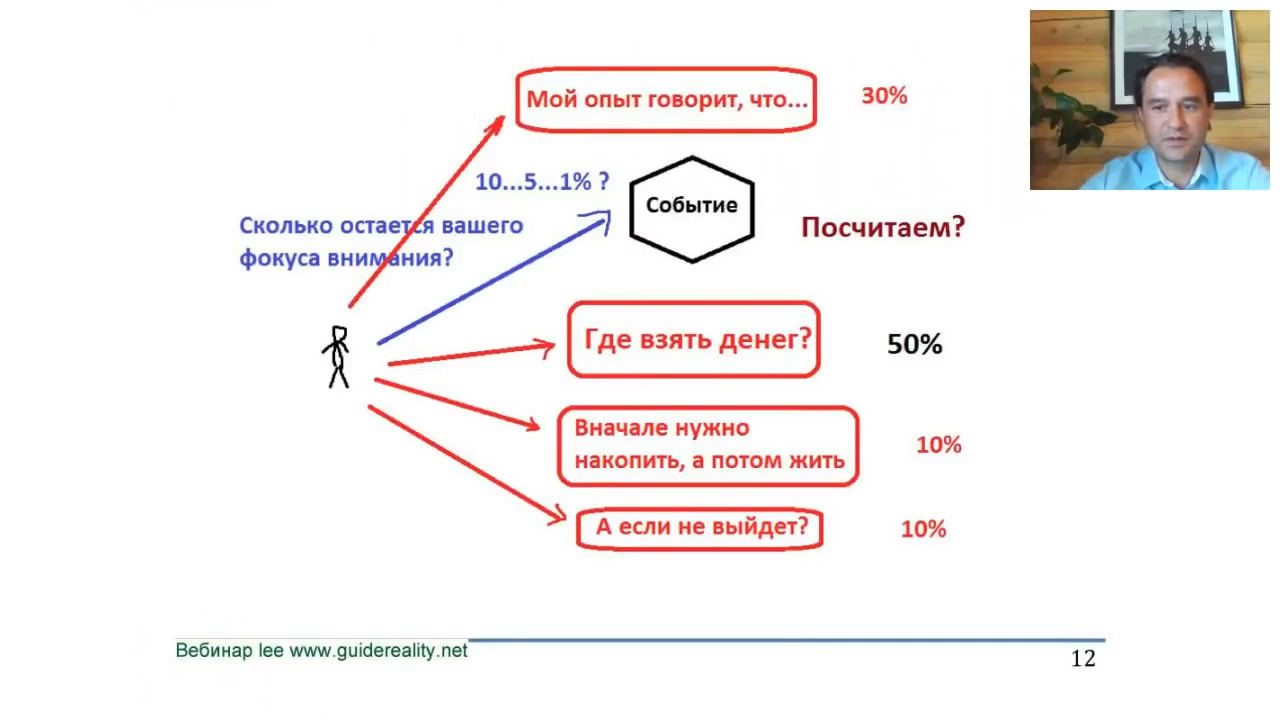 Мой опыт говорит, что...
30%
10...5...1% ?
Событие
Сколько остается вашего
фокуса внимания?
Посчитаем?
Где взять денег?
50%
Вначале нужно
накопить, а потом жить
10%
А если не выйдет?
10%
Вебинар lee www.guidereality.net
12